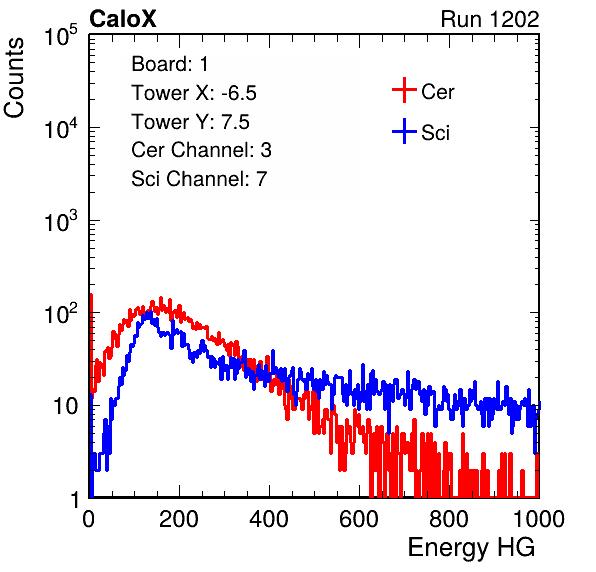 CaloX Run 1202
Board: 1
Tower X: -6.5
Tower Y: 7.5
Cer Channel: 3
Sci Channel: 7
Cer
Sci
Counts
10^5
10^4
10^3
10^2
10
1
0 200 400 600 800 1000
Energy HG